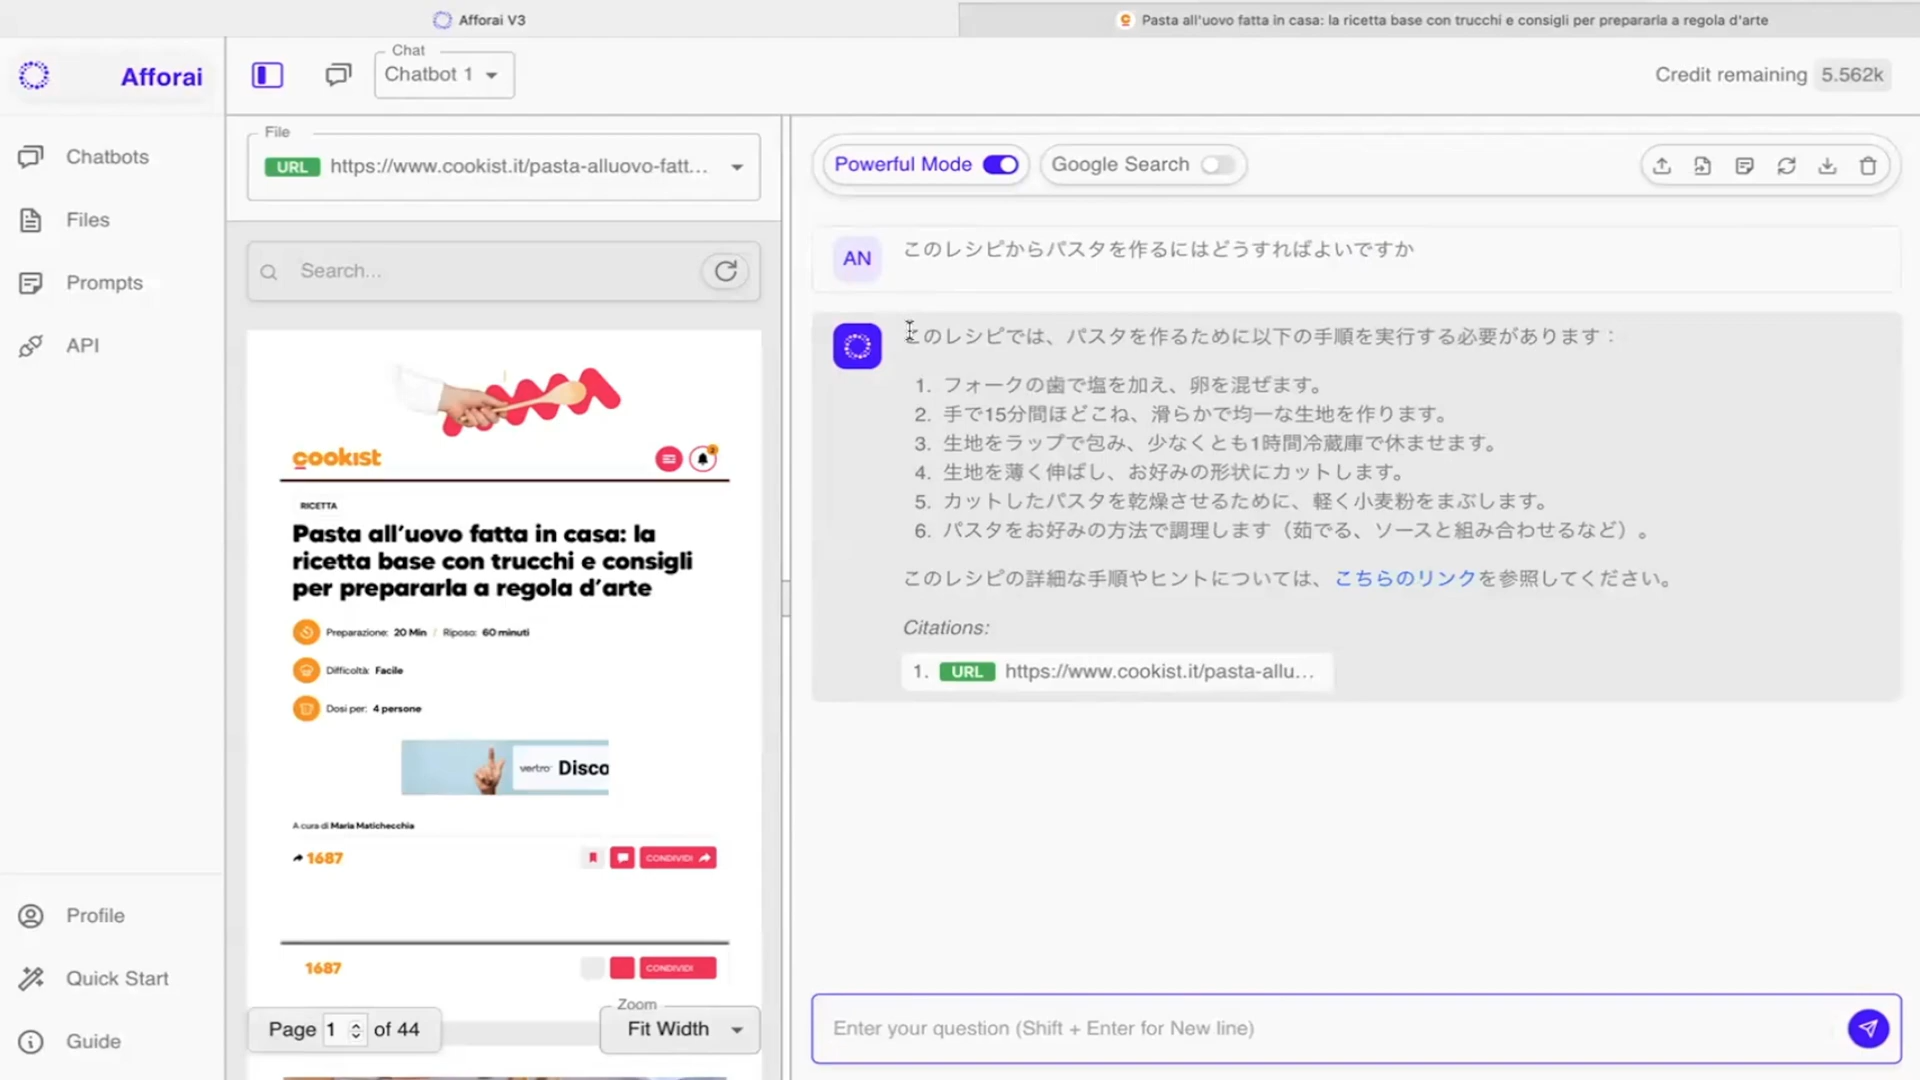 Afforai V3
Pasta all'uovo fatta in casa: la ricetta base con trucchi e consigli per prepararla a regola d'arte
Afforai
Chat
Chatbot 1
Credit remaining 5.562k
Chatbots
Files
Prompts
API
Profile
Quick Start
Guide
File
URL https://www.cookist.it/pasta-alluovo-fatt...
Search...
cookist
RICETTA
Pasta all'uovo fatta in casa: la
ricetta base con trucchi e consigli
per prepararla a regola d'arte
Preparazione: 20 Min / Riposo: 60 minuti
Difficoltà: Facile
Dosi per: 4 persone
vertro Disco
A cura di Maria Matichecchia
1687
CONDIVIDI
1687
CONDIVIDI
Page 1 of 44
Zoom
Fit Width
Powerful Mode
Google Search
AN
このレシピからパスタを作るにはどうすればよいですか
このレシピでは、パスタを作るために以下の手順を実行する必要があります：
1. フォークの歯で塩を加え、卵を混ぜます。
2. 手で15分間ほどこね、滑らかで均一な生地を作ります。
3. 生地をラップで包み、少なくとも1時間冷蔵庫で休ませます。
4. 生地を薄く伸ばし、お好みの形状にカットします。
5. カットしたパスタを乾燥させるために、軽く小麦粉をまぶします。
6. パスタをお好みの方法で調理します（茹でる、ソースと組み合わせるなど）。
このレシピの詳細な手順やヒントについては、こちらのリンクを参照してください。
Citations:
1. URL https://www.cookist.it/pasta-allu...
Enter your question (Shift + Enter for New line)